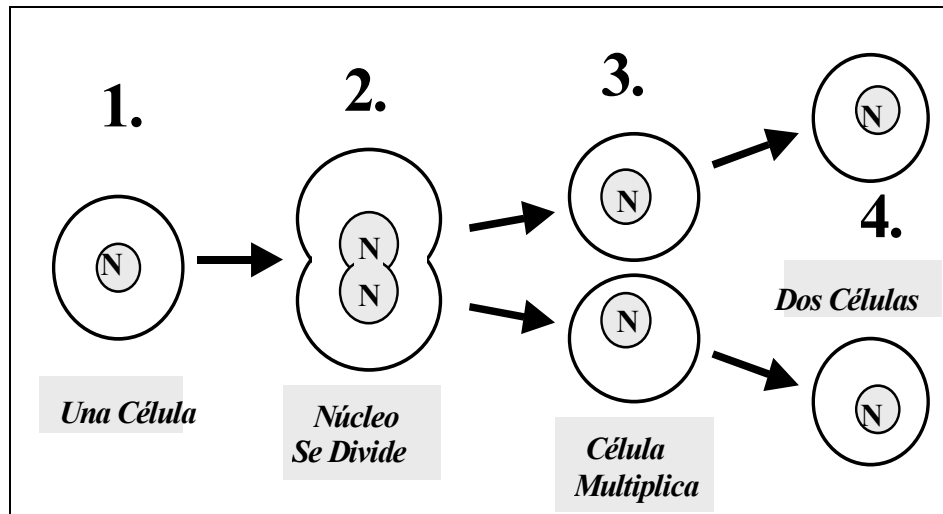 1.
2.
3.
4.
N
N
N
N
N
N
N
Una Célula
Núcleo
Se Divide
Célula
Multiplica
Dos Células